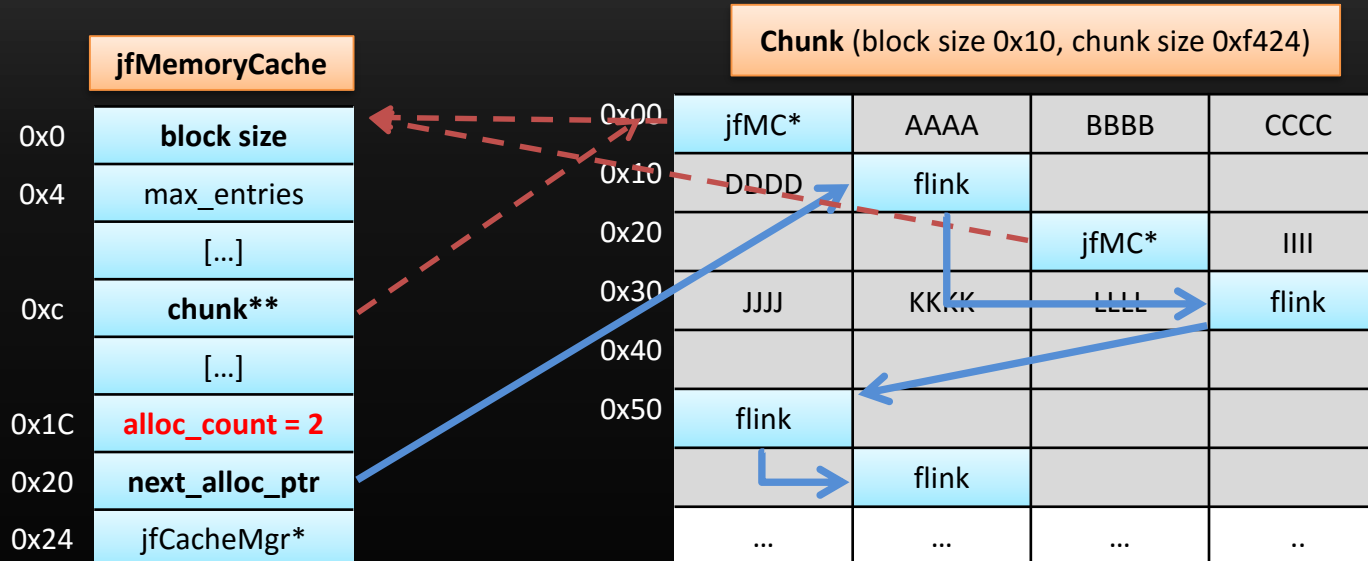 jfMemoryCache
0x0 block size
0x4 max_entries
[…]
0xc chunk**
[…]
0x1C alloc_count = 2
0x20 next_alloc_ptr
0x24 jfCacheMgr*
Chunk (block size 0x10, chunk size 0xf424)
0x00 jfMC* AAAA BBBB CCCC
0x10 DDDD flink
0x20 jfMC* IIII
0x30 JJJJ KKKK LLLL flink
0x40
0x50 flink
flink
… … … ..